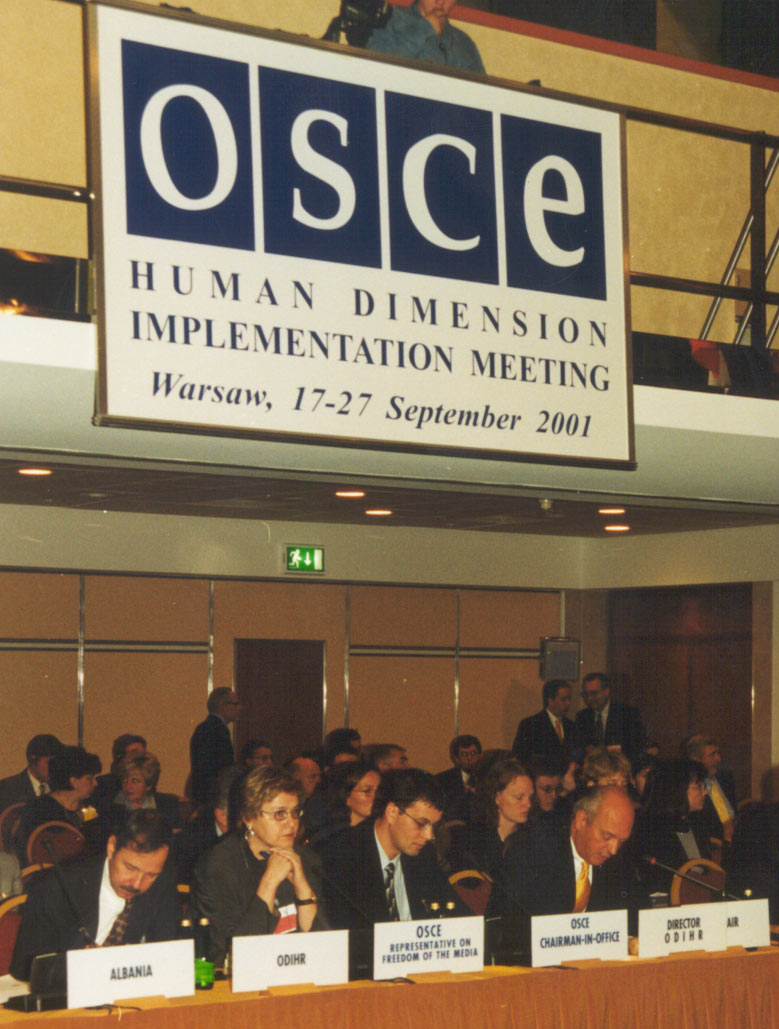 OSCE
HUMAN DIMENSION
IMPLEMENTATION MEETING
Warsaw, 17-27 September 2001
ALBANIA
ODIHR
OSCE
REPRESENTATIVE ON
FREEDOM OF THE MEDIA
OSCE
CHAIRMAN-IN-OFFICE
DIRECTOR
ODIHR
AIR